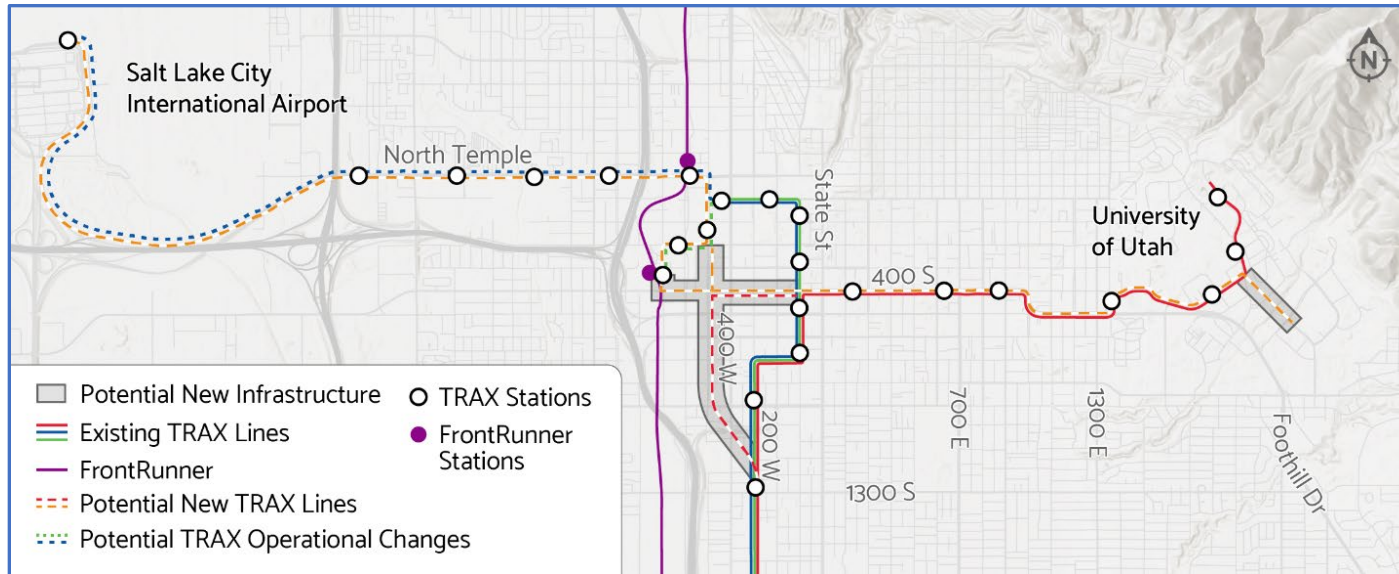 N
Salt Lake City
International Airport
North Temple
State St
University
of Utah
400 S
400 W
200 W
700 E
1300 E
Foothill Dr
1300 S
Potential New Infrastructure
Existing TRAX Lines
FrontRunner
Potential New TRAX Lines
Potential TRAX Operational Changes
TRAX Stations
FrontRunner
Stations